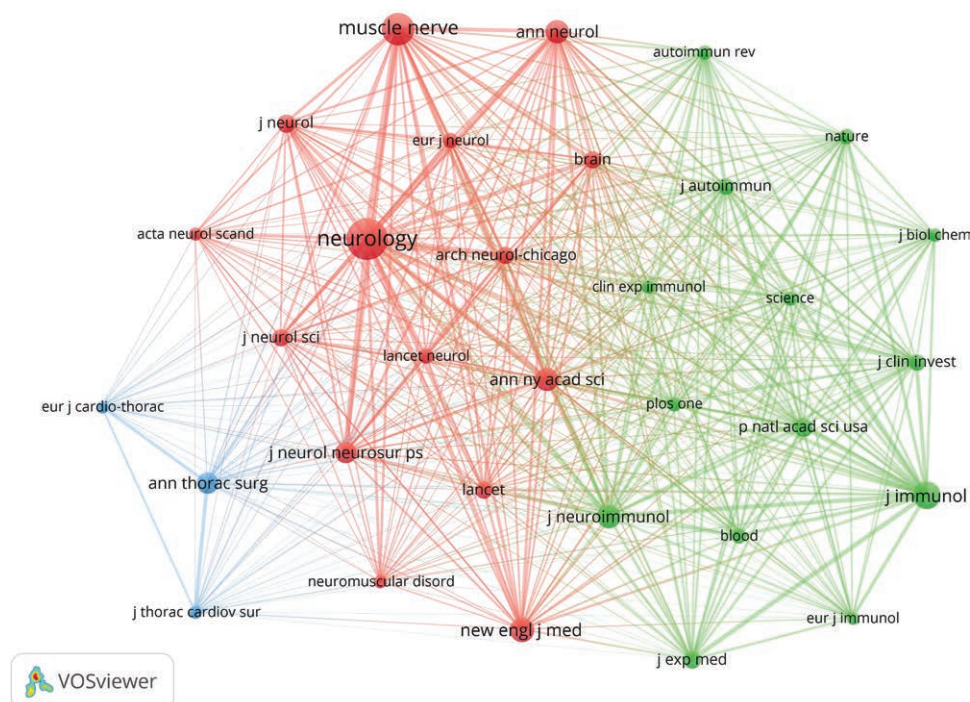 muscle nerve
ann neurol
autoimmun rev
j neurol
eur j neurol
nature
brain
j autoimmun
acta neurol scand
neurology
j biol chem
arch neurol-chicago
clin exp immunol
science
j neurol sci
lancet neurol
j clin invest
ann ny acad sci
eur j cardio-thorac
plos one
p natl acad sci usa
j neurol neurosur ps
ann thorac surg
lancet
j immunol
j neuroimmunol
blood
neuromuscular disord
j thorac cardiov sur
eur j immunol
new engl j med
j exp med
VOSviewer